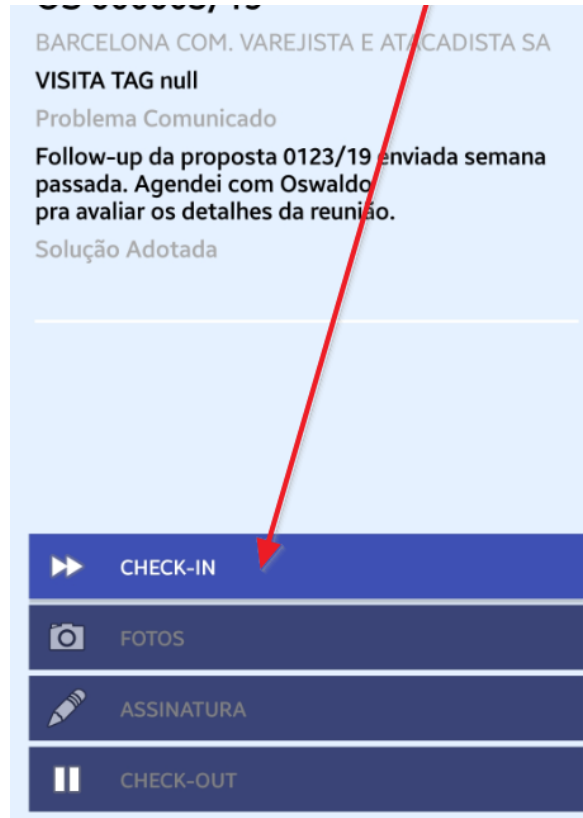 BARCELONA COM. VAREJISTA E ATACADISTA SA
VISITA TAG null
Problema Comunicado
Follow-up da proposta 0123/19 enviada semana
passada. Agendei com Oswaldo
pra avaliar os detalhes da reunião.
Solução Adotada
CHECK-IN
FOTOS
ASSINATURA
CHECK-OUT